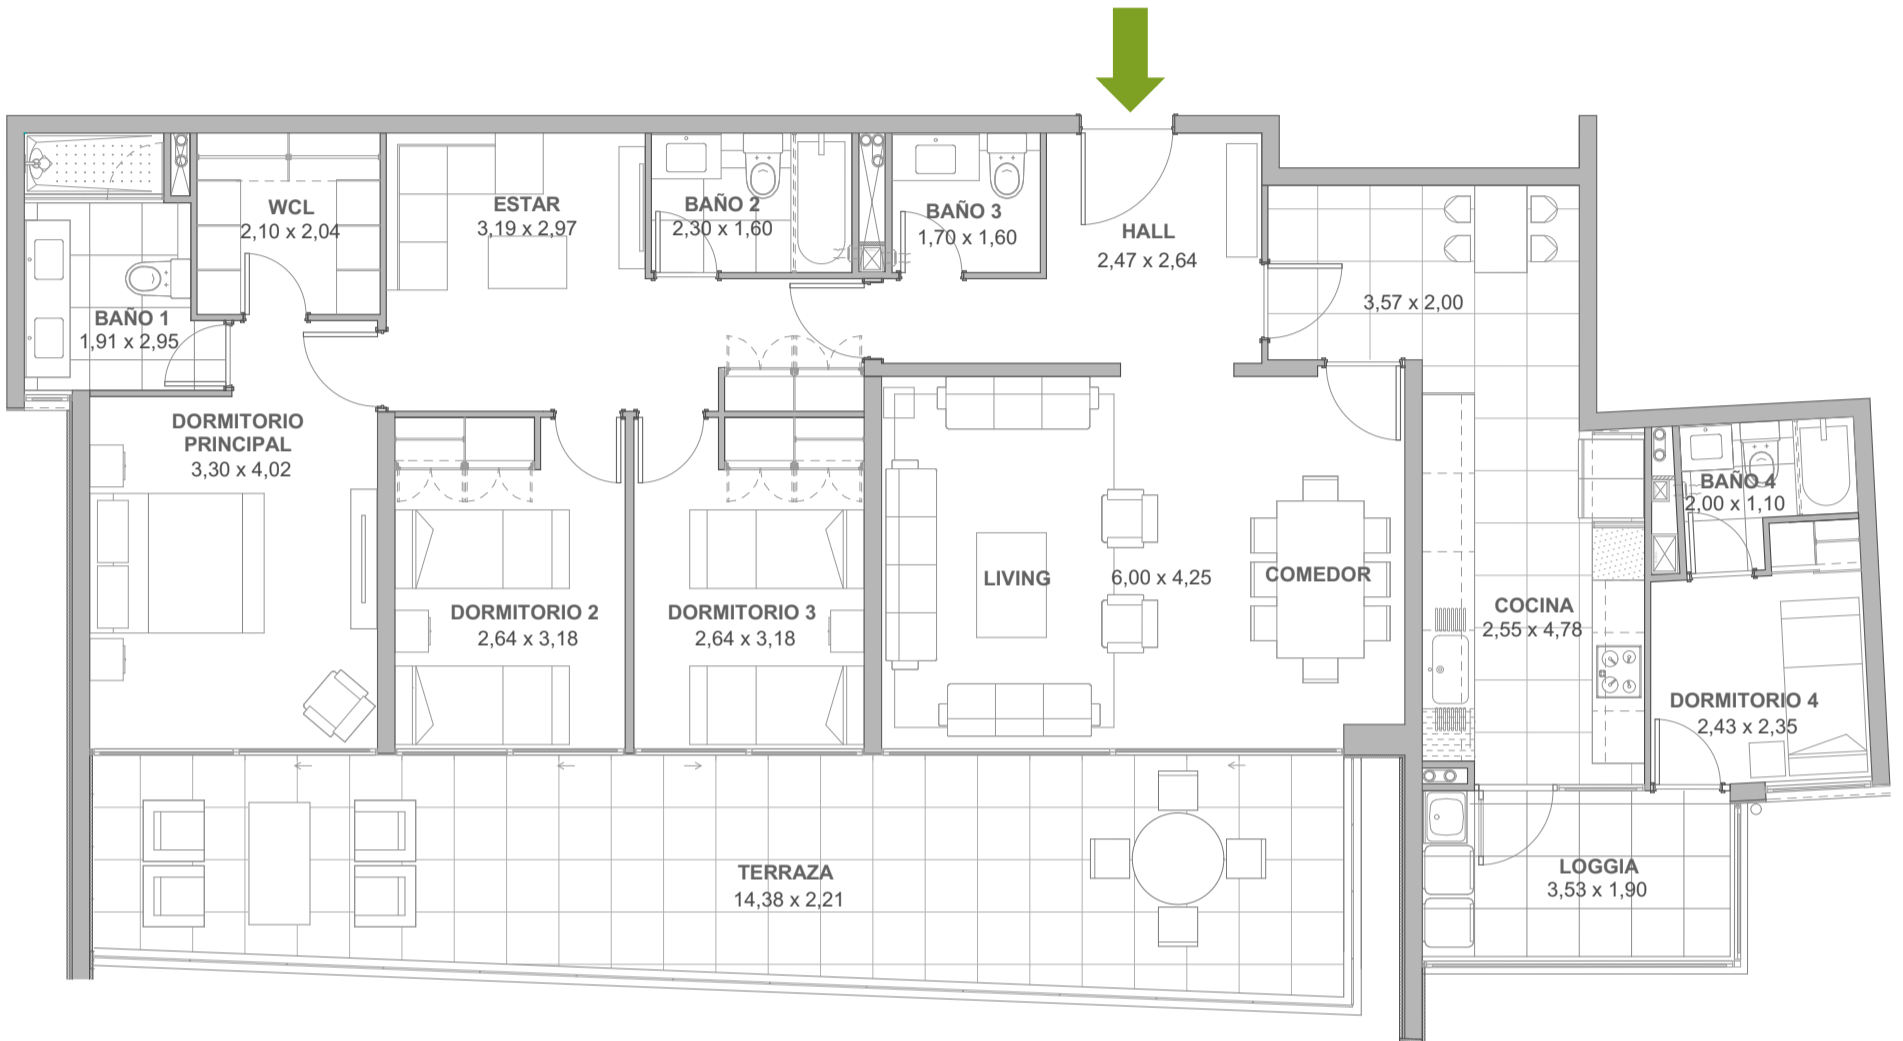 WCL
2,10 x 2,04
ESTAR
3,19 x 2,97
BAÑO 2
2,30 x 1,60
BAÑO 3
1,70 x 1,60
HALL
2,47 x 2,64
3,57 x 2,00
BAÑO 1
1,91 x 2,95
DORMITORIO
PRINCIPAL
3,30 x 4,02
DORMITORIO 2
2,64 x 3,18
DORMITORIO 3
2,64 x 3,18
LIVING
6,00 x 4,25
COMEDOR
COCINA
2,55 x 4,78
BAÑO 4
2,00 x 1,10
DORMITORIO 4
2,43 x 2,35
TERRAZA
14,38 x 2,21
LOGGIA
3,53 x 1,90